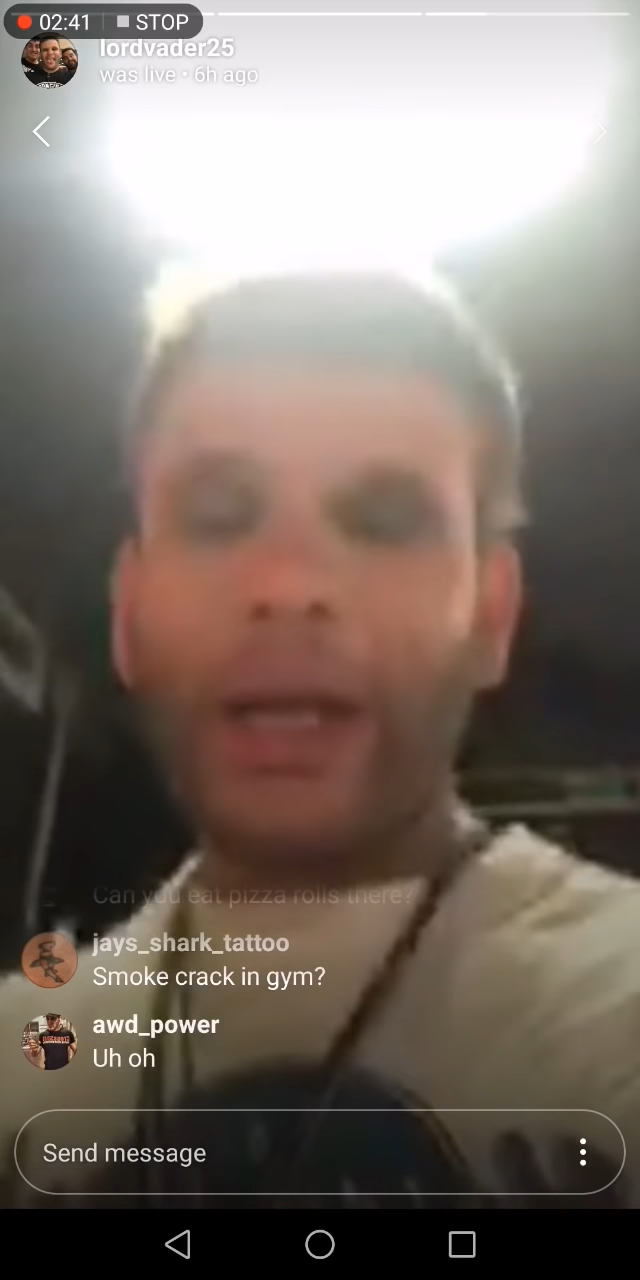 02:41 STOP
lordvader25
was live • 6h ago
Can you eat pizza rolls there?
jays_shark_tattoo
Smoke crack in gym?
awd_power
Uh oh
Send message